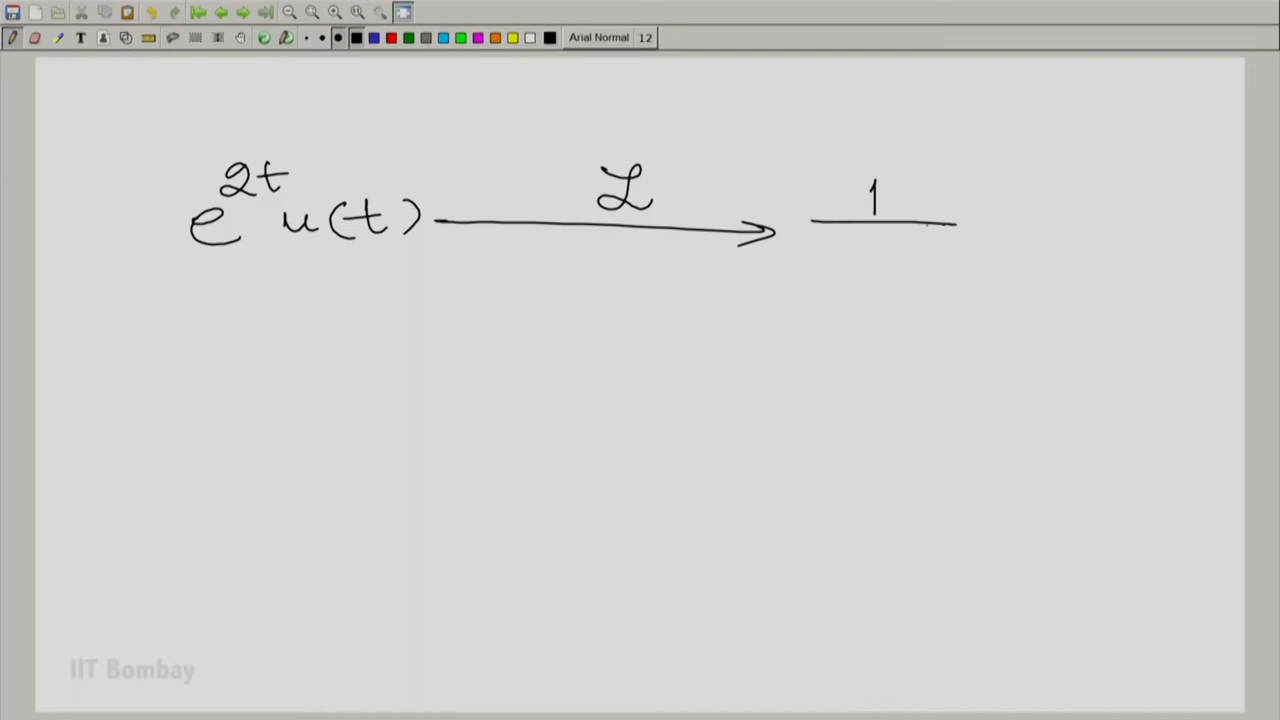 Arial Normal 12
e^{2t} u(t) ⟶^{ℒ} 1/
IIT Bombay